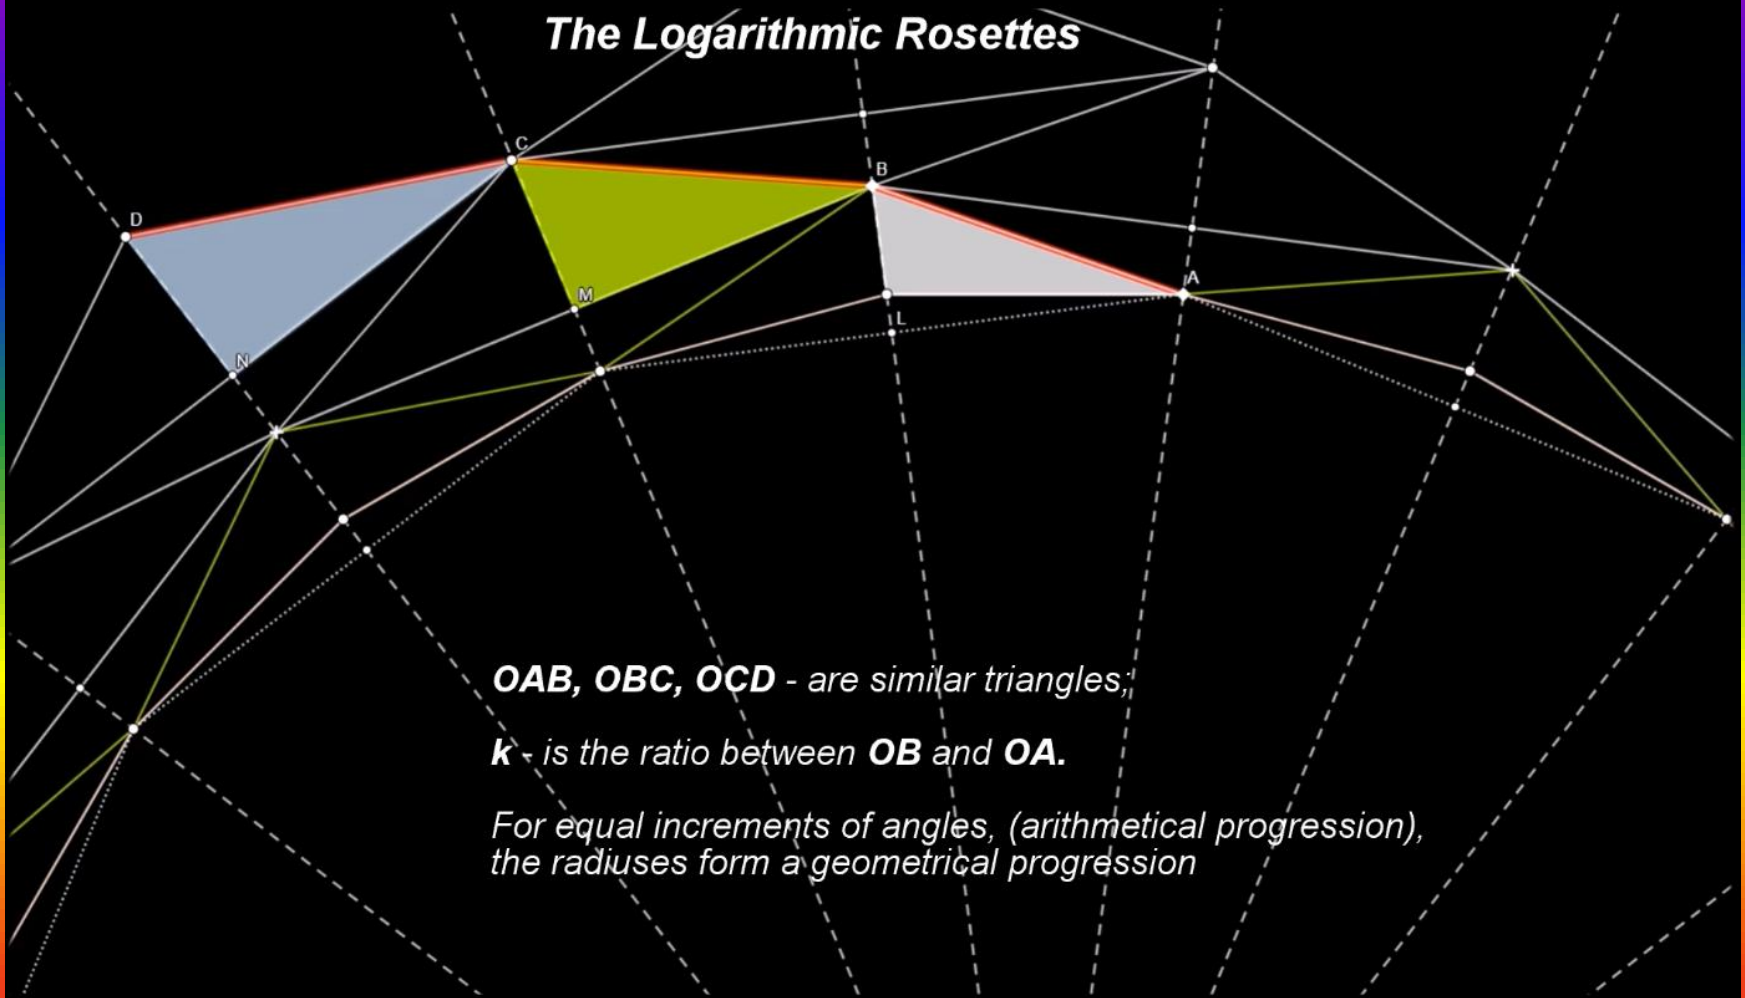 The Logarithmic Rosettes
C
B
D
A
M
L
N
OAB, OBC, OCD - are similar triangles;
k - is the ratio between OB and OA.
For equal increments of angles, (arithmetical progression),
the radiuses form a geometrical progression